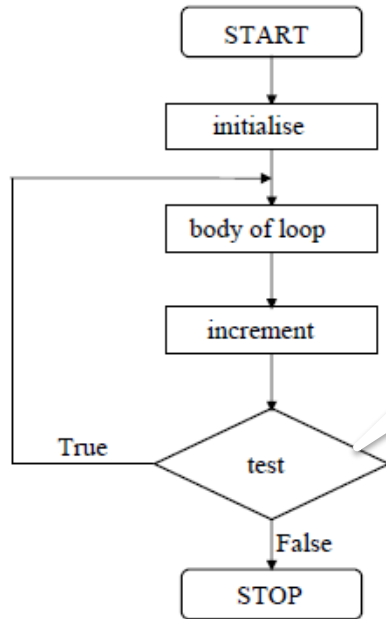 START
initialise
body of loop
increment
test
True
False
STOP